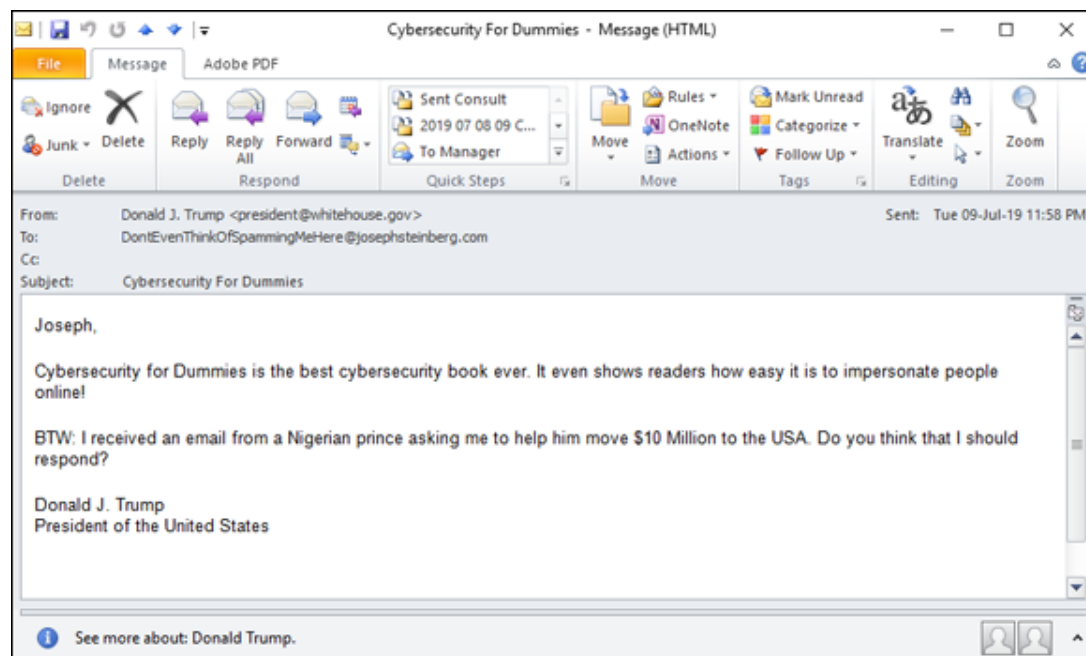 Cybersecurity For Dummies - Message (HTML)
File Message Adobe PDF
Ignore
Junk
Delete
Delete
Reply
Reply All
Forward
Respond
Sent Consult
2019 07 08 09 C...
To Manager
Quick Steps
Move
Rules
OneNote
Actions
Move
Mark Unread
Categorize
Follow Up
Tags
Translate
Editing
Zoom
Zoom
From: Donald J. Trump <president@whitehouse.gov>
Sent: Tue 09-Jul-19 11:58 PM
To: DontEvenThinkOfSpammingMeHere@josephsteinberg.com
Cc:
Subject: Cybersecurity For Dummies
Joseph,
Cybersecurity for Dummies is the best cybersecurity book ever. It even shows readers how easy it is to impersonate people
online!
BTW: I received an email from a Nigerian prince asking me to help him move $10 Million to the USA. Do you think that I should
respond?
Donald J. Trump
President of the United States
See more about: Donald Trump.